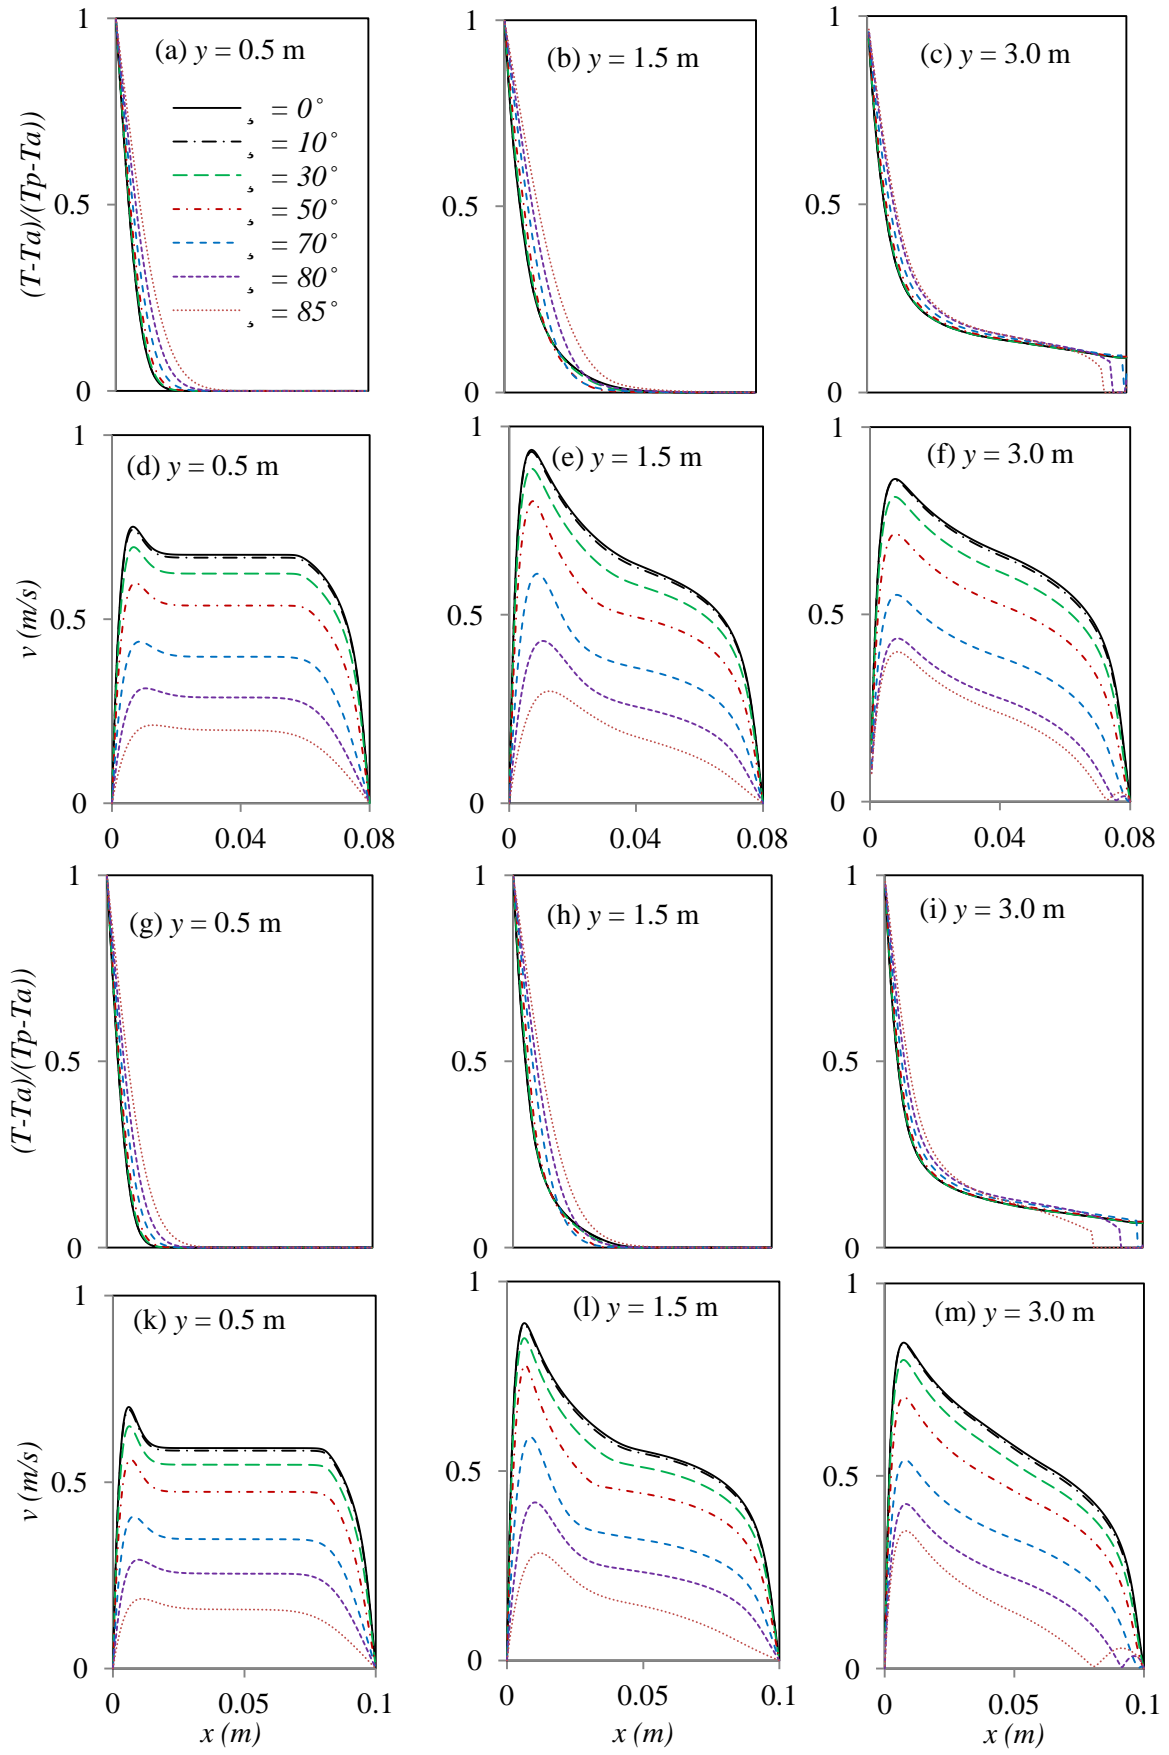 1
1
1
(a) y = 0.5 m
(b) y = 1.5 m
(c) y = 3.0 m
= 0°
= 10°
= 30°
= 50°
= 70°
= 80°
= 85°
(T-Ta)/(Tp-Ta))
0.5
0.5
0.5
0
0
0
1
1
1
(d) y = 0.5 m
(e) y = 1.5 m
(f) y = 3.0 m
v (m/s)
0.5
0.5
0.5
0
0
0
0 0.04 0.08
0 0.04 0.08
0 0.04 0.08
1
1
1
(g) y = 0.5 m
(h) y = 1.5 m
(i) y = 3.0 m
(T-Ta)/(Tp-Ta))
0.5
0.5
0.5
0
0
0
1
1
1
(k) y = 0.5 m
(l) y = 1.5 m
(m) y = 3.0 m
v (m/s)
0.5
0.5
0.5
0
0
0
0 0.05 0.1
0 0.05 0.1
0 0.05 0.1
x (m)
x (m)
x (m)